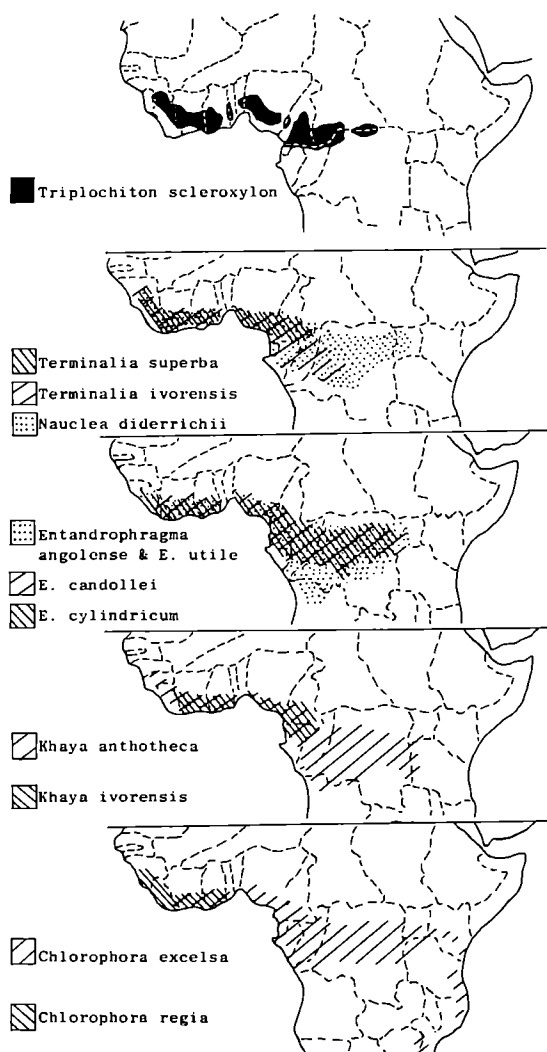 Triplochiton scleroxylon
Terminalia superba
Terminalia ivorensis
Nauclea diderrichii
Entandrophragma
angolense & E. utile
E. candollei
E. cylindricum
Khaya anthotheca
Khaya ivorensis
Chlorophora excelsa
Chlorophora regia